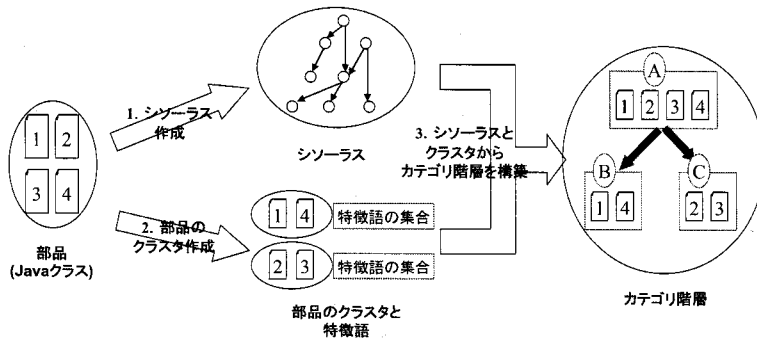 1. シソーラス
作成
シソーラス
1 2
3 4
部品
(Javaクラス)
2. 部品の
クラスタ作成
1 4 特徴語の集合
2 3 特徴語の集合
部品のクラスタと
特徴語
3. シソーラスと
クラスタから
カテゴリ階層を構築
A
1 2 3 4
B C
1 4 2 3
カテゴリ階層